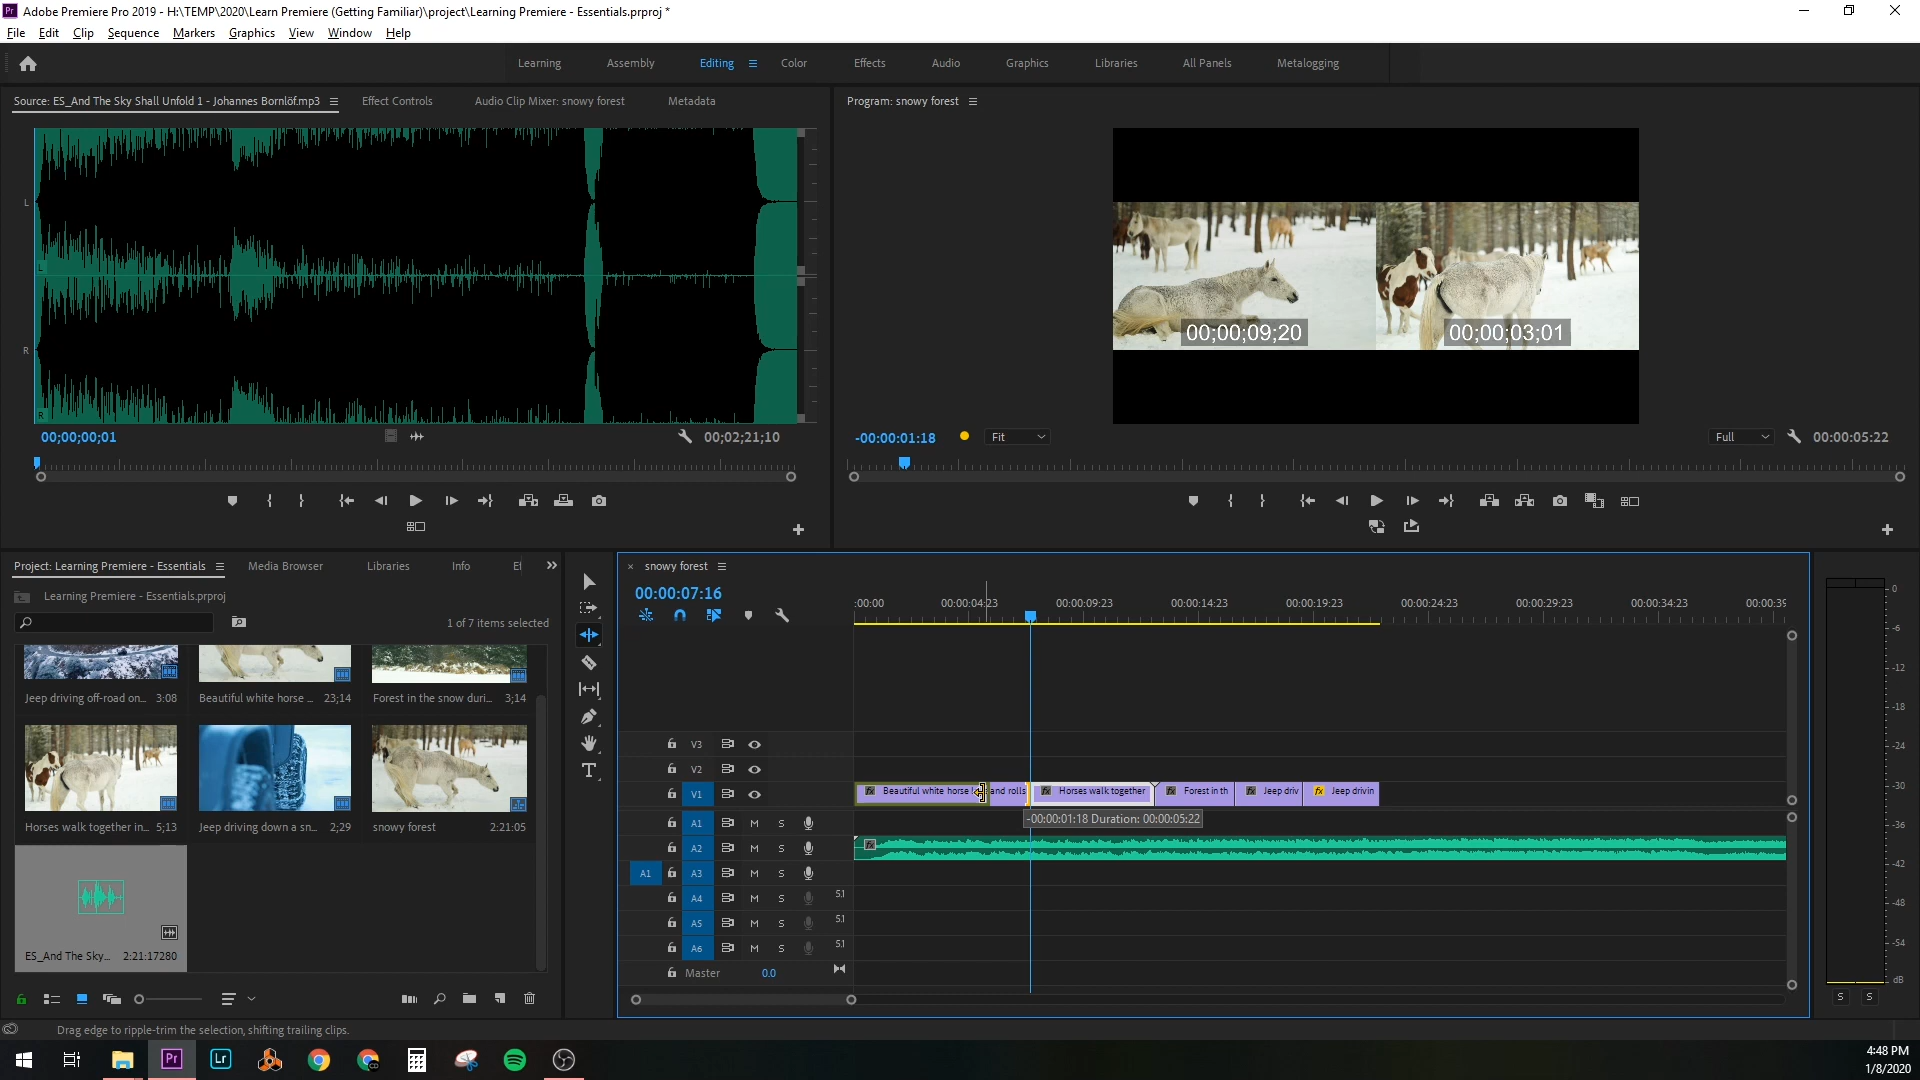 Adobe Premiere Pro 2019 - H:\TEMP\2020\Learn Premiere (Getting Familiar)\project\Learning Premiere - Essentials.prproj *
File Edit Clip Sequence Markers Graphics View Window Help
Learning Assembly Editing Color Effects Audio Graphics Libraries All Panels Metalogging
Source: ES_And The Sky Shall Unfold 1 - Johannes Bornlöf.mp3 Effect Controls Audio Clip Mixer: snowy forest Metadata
Program: snowy forest
L
L
R
R
00;00;09;20 00;00;03;01
00;00;00;01 00;02;21;10
-00:00:01:18 Fit Full 00:00:05:22
Project: Learning Premiere - Essentials Media Browser Libraries Info
Learning Premiere - Essentials.prproj
1 of 7 items selected
Jeep driving off-road on... 3:08 Beautiful white horse ... 23;14 Forest in the snow duri... 3;14
Horses walk together in... 5;13 Jeep driving down a sn... 2;29 snowy forest 2:21:05
ES_And The Sky... 2:21:17280
snowy forest
00:00:07:16
:00:00 00:00:04:23 00:00:09:23 00:00:14:23 00:00:19:23 00:00:24:23 00:00:29:23 00:00:34:23 00:00:39
V3
V2
V1 fx Beautiful white horse and rolls fx Horses walk together fx Forest in th fx Jeep driv fx Jeep drivin
-00:00:01:18 Duration: 00:00:05:22
A1 M S
A2 M S fx
A1 A3 M S
A4 M S 5.1
A5 M S 5.1
A6 M S 5.1
Master 0.0
0
-6
-12
-18
-24
-30
-36
-42
-48
-54
dB
S S
Drag edge to ripple-trim the selection, shifting trailing clips.
Pr Lr
4:48 PM
1/8/2020